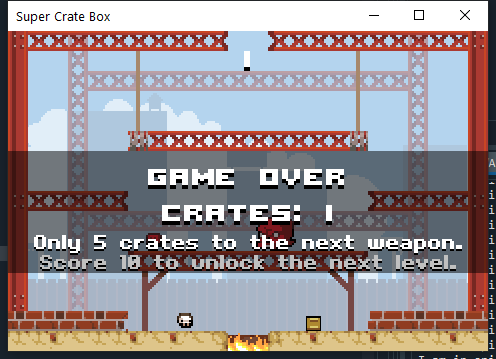 Super Crate Box
1
GAME OVER
CRATES: 1
Only 5 crates to the next weapon.
Score 10 to unlock the next level.